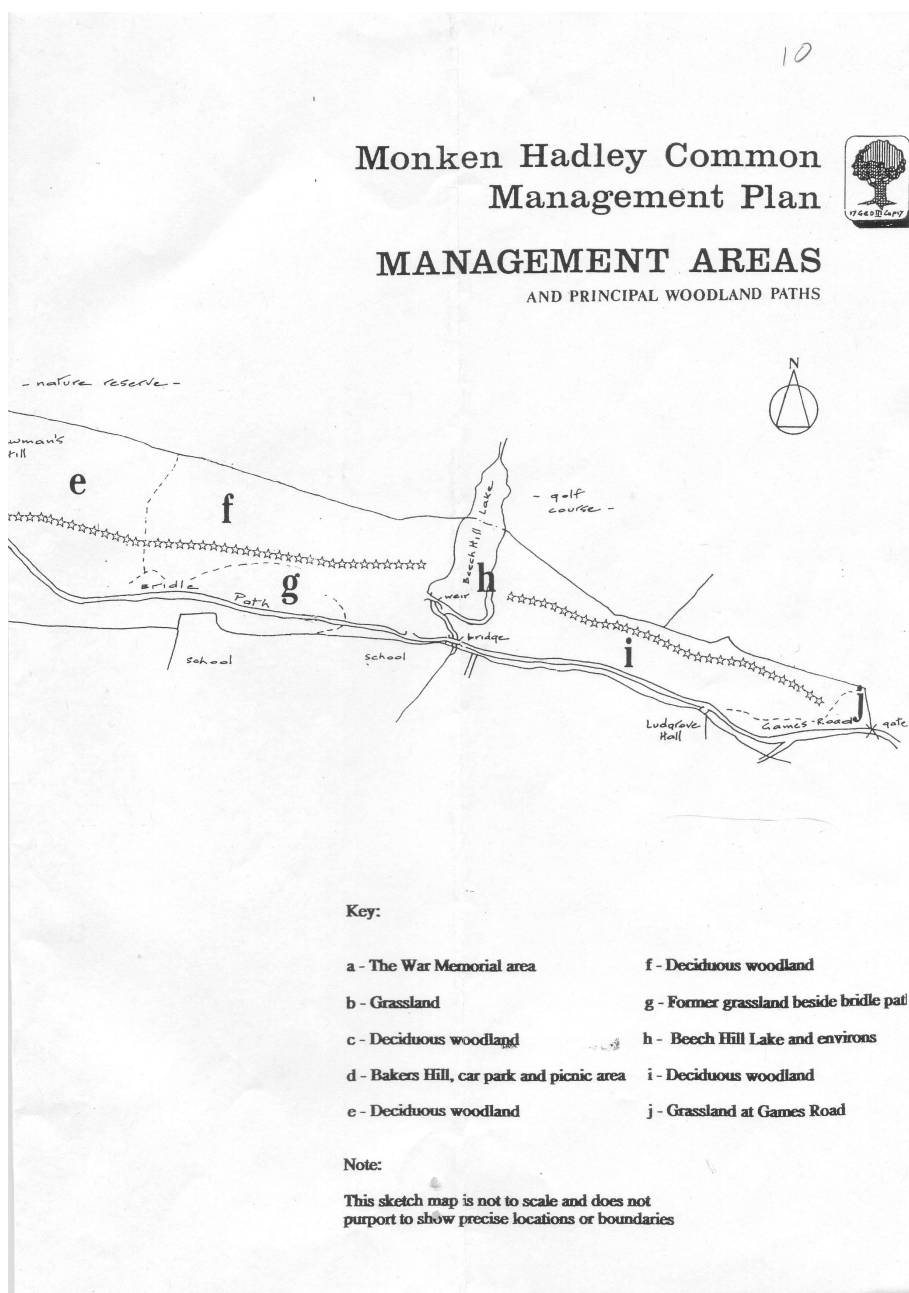 10
Monken Hadley Common
Management Plan
MANAGEMENT AREAS
AND PRINCIPAL WOODLAND PATHS
N
- nature reserve -
e
f
g
h
i
j
Beech Hill Lake
- golf
course -
weir
bridge
Bridle Path
school
school
Ludgrove
Hall
Games Road
gate
Key:
a - The War Memorial area
b - Grassland
c - Deciduous woodland
d - Bakers Hill, car park and picnic area
e - Deciduous woodland
f - Deciduous woodland
g - Former grassland beside bridle pat
h - Beech Hill Lake and environs
i - Deciduous woodland
j - Grassland at Games Road
Note:
This sketch map is not to scale and does not
purport to show precise locations or boundaries